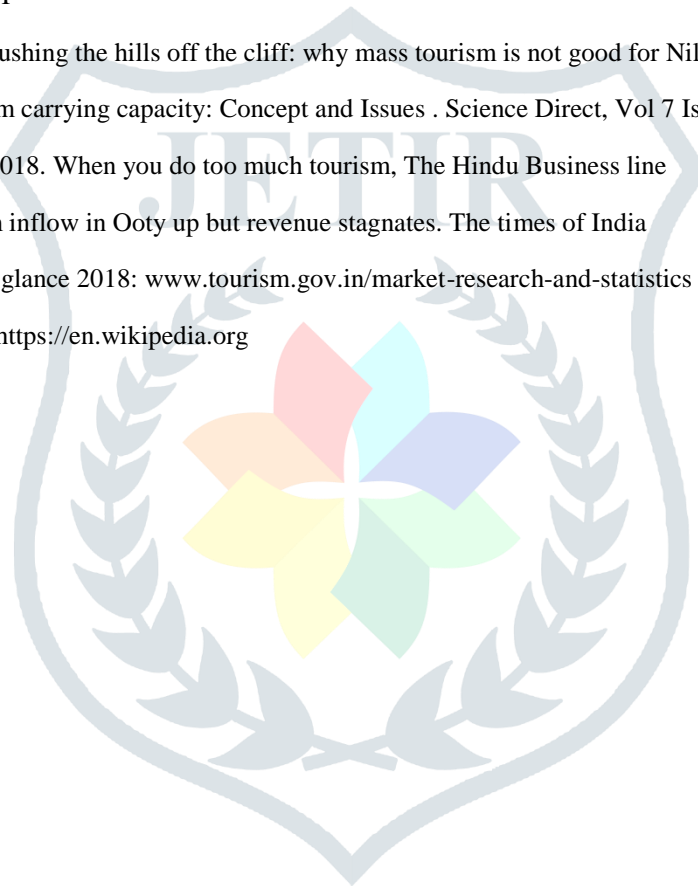 ushing the hills off the cliff: why mass tourism is not good for Nil
m carrying capacity: Concept and Issues . Science Direct, Vol 7 Is
018. When you do too much tourism, The Hindu Business line
inflow in Ooty up but revenue stagnates. The times of India
glance 2018: www.tourism.gov.in/market-research-and-statistics
https://en.wikipedia.org
JETIR